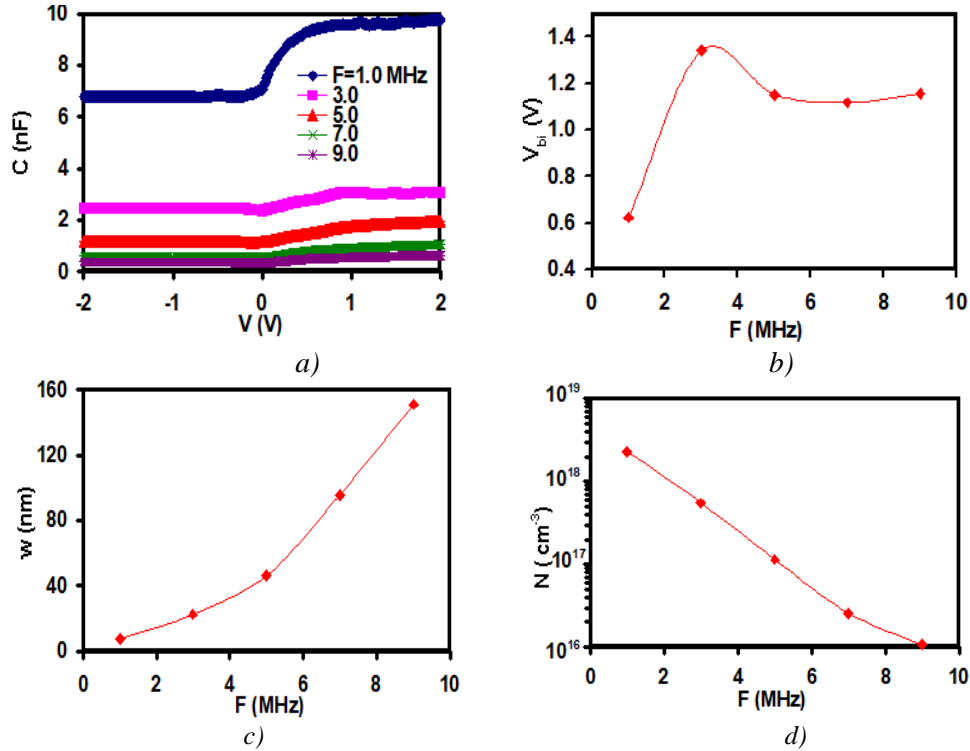 10
8
6
4
2
0
C (nF)
F=1.0 MHz
3.0
5.0
7.0
9.0
-2 -1 0 1 2
V (V)
a)
1.4
1.2
1.0
0.8
0.6
0.4
V_bi (V)
0 2 4 6 8 10
F (MHz)
b)
160
120
80
40
0
w (nm)
0 2 4 6 8 10
F (MHz)
c)
10^19
10^18
10^17
10^16
N ( cm^-3)
0 2 4 6 8 10
F (MHz)
d)